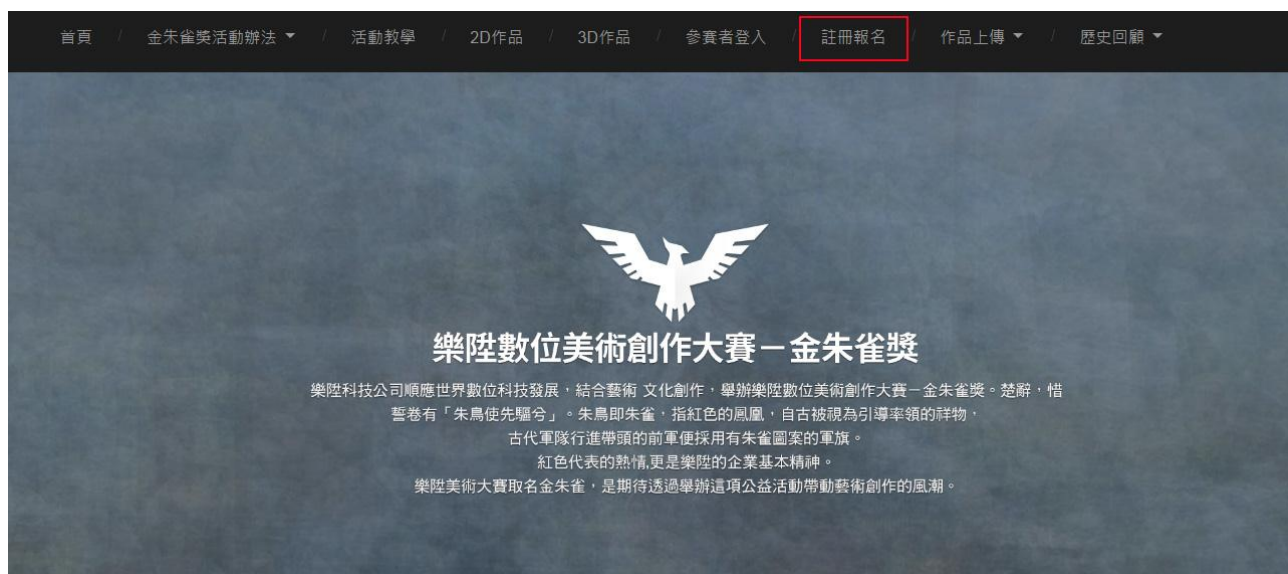 首頁 / 金朱雀獎活動辦法 / 活動教學 / 2D作品 / 3D作品 / 參賽者登入 / 註冊報名 / 作品上傳 / 歷史回顧
樂陞數位美術創作大賽－金朱雀獎
樂陞科技公司順應世界數位科技發展，結合藝術 文化創作，舉辦樂陞數位美術創作大賽－金朱雀獎。楚辭，惜
誓卷有「朱鳥使先驅兮」。朱鳥即朱雀，指紅色的鳳凰，自古被視為引導率領的祥物，
古代軍隊行進帶頭的前軍便採用有朱雀圖案的軍旗。
紅色代表的熱情,更是樂陞的企業基本精神。
樂陞美術大賽取名金朱雀，是期待透過舉辦這項公益活動帶動藝術創作的風潮。